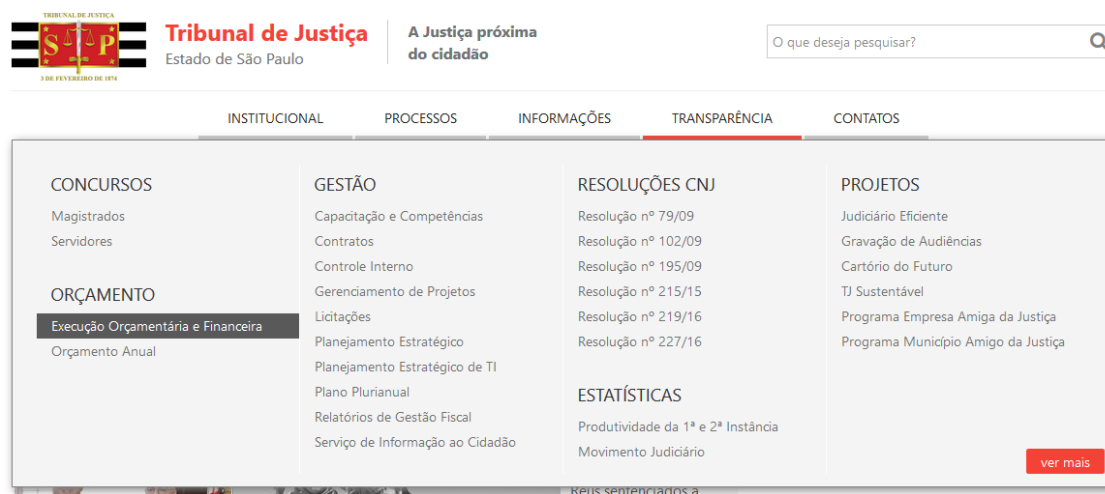 TRIBUNAL DE JUSTIÇA
S P
3 DE FEVEREIRO DE 1874
Tribunal de Justiça
Estado de São Paulo
A Justiça próxima
do cidadão
O que deseja pesquisar?
INSTITUCIONAL
PROCESSOS
INFORMAÇÕES
TRANSPARÊNCIA
CONTATOS
CONCURSOS
Magistrados
Servidores
ORÇAMENTO
Execução Orçamentária e Financeira
Orçamento Anual
GESTÃO
Capacitação e Competências
Contratos
Controle Interno
Gerenciamento de Projetos
Licitações
Planejamento Estratégico
Planejamento Estratégico de TI
Plano Plurianual
Relatórios de Gestão Fiscal
Serviço de Informação ao Cidadão
RESOLUÇÕES CNJ
Resolução nº 79/09
Resolução nº 102/09
Resolução nº 195/09
Resolução nº 215/15
Resolução nº 219/16
Resolução nº 227/16
ESTATÍSTICAS
Produtividade da 1ª e 2ª Instância
Movimento Judiciário
PROJETOS
Judiciário Eficiente
Gravação de Audiências
Cartório do Futuro
TJ Sustentável
Programa Empresa Amiga da Justiça
Programa Município Amigo da Justiça
ver mais
Réus sentenciados a